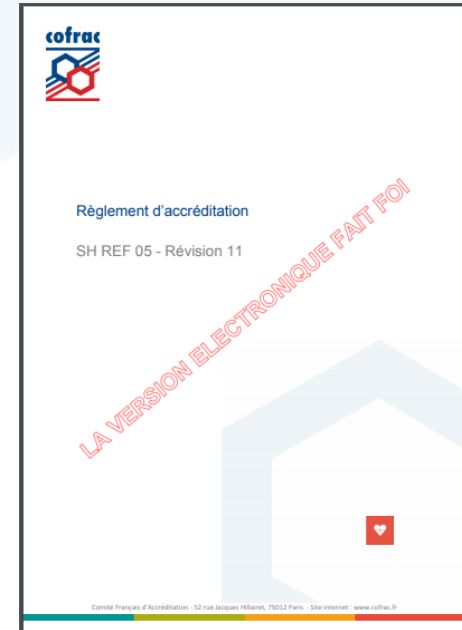 cofrac
Règlement d'accréditation
SH REF 05 - Révision 11
LA VERSION ELECTRONIQUE FAIT FOI
Comité Français d'Accréditation - 52 rue Jacques Hillairet, 75012 Paris - Site internet : www.cofrac.fr